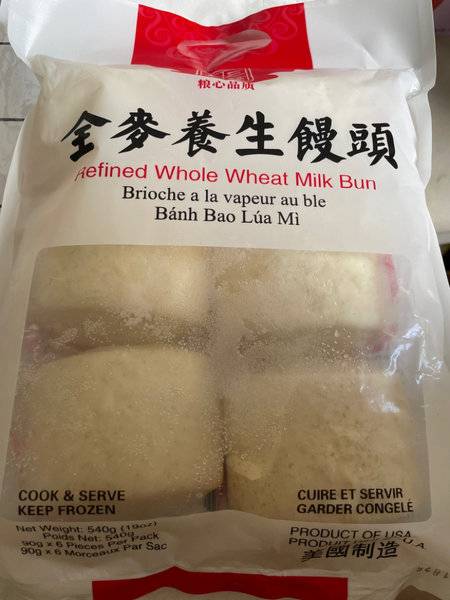 粮心品质
全麥養生饅頭
Refined Whole Wheat Milk Bun
Brioche a la vapeur au ble
Bánh Bao Lúa Mì
COOK & SERVE
KEEP FROZEN
Net Weight: 540g (19oz)
Poids Net: 540g
90g x 6 Pieces Per Pack
90g x 6 Morceaux Par Sac
CUIRE ET SERVIR
GARDER CONGELÉ
PRODUCT OF USA
PRODUIT U.A.
美國制造